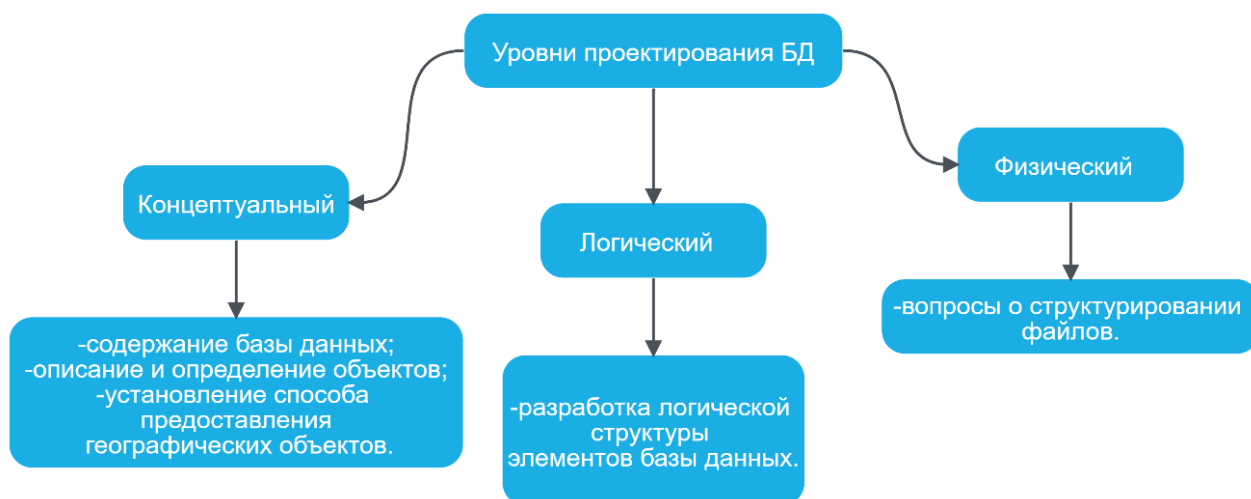 Уровни проектирования БД
Концептуальный
Логический
Физический
-содержание базы данных;
-описание и определение объектов;
-установление способа
предоставления
географических объектов.
-разработка логической
структуры
элементов базы данных.
-вопросы о структурировании
файлов.